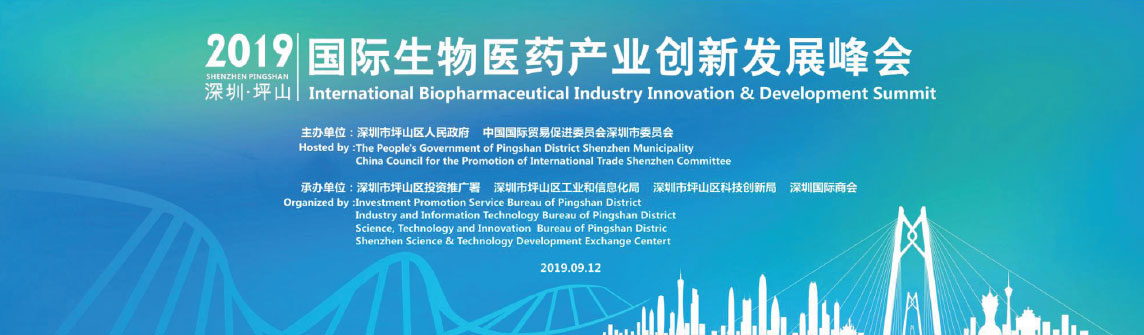 2019
SHENZHEN PINGSHAN
深圳·坪山
国际生物医药产业创新发展峰会
International Biopharmaceutical Industry Innovation & Development Summit
主办单位：深圳市坪山区人民政府 中国国际贸易促进委员会深圳市委员会
Hosted by :The People's Government of Pingshan District Shenzhen Municipality
China Council for the Promotion of International Trade Shenzhen Committee
承办单位：深圳市坪山区投资推广署 深圳市坪山区工业和信息化局 深圳市坪山区科技创新局 深圳国际商会
Organized by :Investment Promotion Service Bureau of Pingshan District
Industry and Information Technology Bureau of Pingshan District
Science, Technology and Innovation Bureau of Pingshan Distric
Shenzhen Science & Technology Development Exchange Centert
2019.09.12